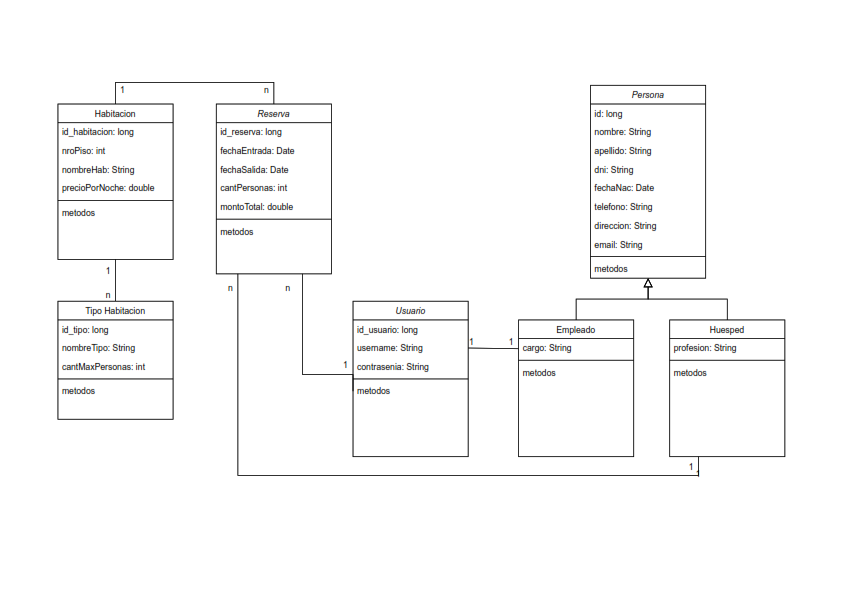 1
n
Habitacion
id_habitacion: long
nroPiso: int
nombreHab: String
precioPorNoche: double
metodos
Reserva
id_reserva: long
fechaEntrada: Date
fechaSalida: Date
cantPersonas: int
montoTotal: double
metodos
Persona
id: long
nombre: String
apellido: String
dni: String
fechaNac: Date
telefono: String
direccion: String
email: String
metodos
1
n
n
n
Tipo Habitacion
id_tipo: long
nombreTipo: String
cantMaxPersonas: int
metodos
1
Usuario
id_usuario: long
username: String
contrasenia: String
metodos
1
1
Empleado
cargo: String
metodos
Huesped
profesion: String
metodos
1